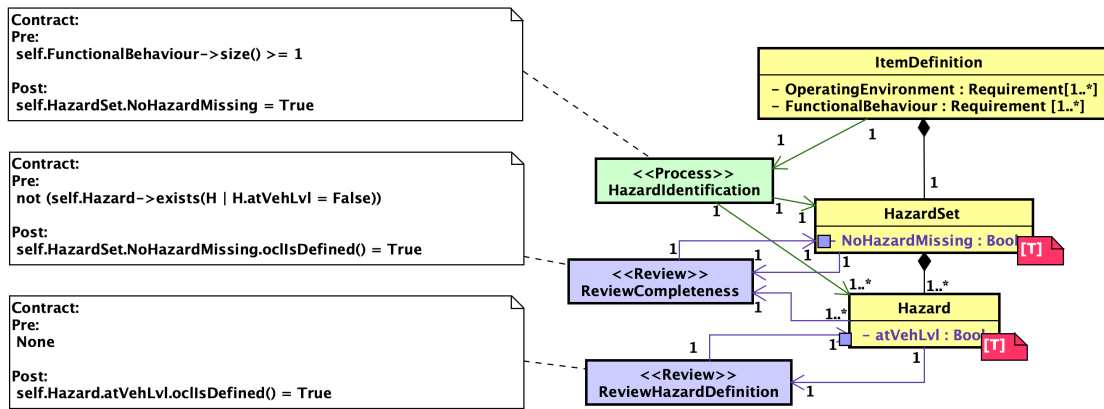 Contract:
Pre:
self.FunctionalBehaviour->size() >= 1
Post:
self.HazardSet.NoHazardMissing = True
Contract:
Pre:
not (self.Hazard->exists(H | H.atVehLvl = False))
Post:
self.HazardSet.NoHazardMissing.oclIsDefined() = True
Contract:
Pre:
None
Post:
self.Hazard.atVehLvl.oclIsDefined() = True
ItemDefinition
- OperatingEnvironment : Requirement[1..*]
- FunctionalBehaviour : Requirement [1..*]
1
1
<<Process>>
HazardIdentification
1
1
1
1
HazardSet
- NoHazardMissing : Bool
[T]
1
1
1
1
<<Review>>
ReviewCompleteness
1
1..*
1..*
1..*
Hazard
- atVehLvl : Bool
[T]
1
1
1
<<Review>>
ReviewHazardDefinition
1